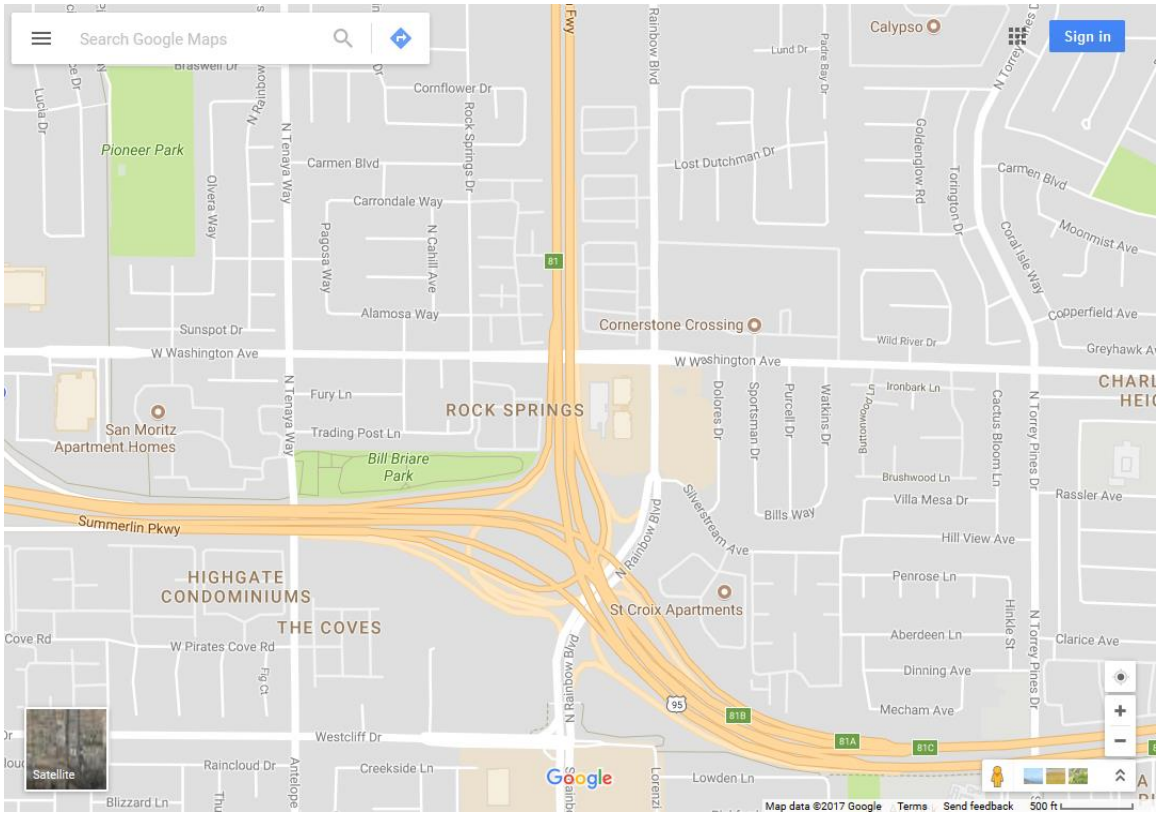 Search Google Maps
Sign in
Fwy
Rainbow Blvd
Lund Dr
Padre Bay Dr
Calypso
N Torrey Pines
Braswell Dr
Lucia Dr
Cornflower Dr
Rock Springs Dr
N Tenaya Way
Pioneer Park
Carmen Blvd
Lost Dutchman Dr
Goldenglow Rd
Torington Dr
Carmen Blvd
Olvera Way
Carrondale Way
Pagosa Way
N Cahill Ave
Moonmist Ave
Coral Isle Way
81
Alamosa Way
Copperfield Ave
Sunspot Dr
Cornerstone Crossing
Wild River Dr
W Washington Ave
W Washington Ave
Greyhawk Av
N Tenaya Way
Fury Ln
ROCK SPRINGS
Dolores Dr
Sportsman Dr
Purcell Dr
Watkins Dr
Buttonwood Ln
Ironbark Ln
Cactus Bloom Ln
N Torrey Pines Dr
CHARL
HEIG
San Moritz
Apartment Homes
Trading Post Ln
Bill Briare
Park
Brushwood Ln
Villa Mesa Dr
Rassler Ave
Silverstream Ave
Bills Way
Summerlin Pkwy
N Rainbow Blvd
Hill View Ave
HIGHGATE
CONDOMINIUMS
Penrose Ln
St Croix Apartments
Hinkle St
THE COVES
Cove Rd
W Pirates Cove Rd
Aberdeen Ln
Clarice Ave
N Rainbow Blvd
Fig Ct
Dinning Ave
N Torrey Pines Dr
95
81B
Mecham Ave
Westcliff Dr
81A
81C
Raincloud Dr
Antelope
Creekside Ln
Google
Lorenzi
Lowden Ln
Satellite
Blizzard Ln
Map data ©2017 Google Terms Send feedback 500 ft